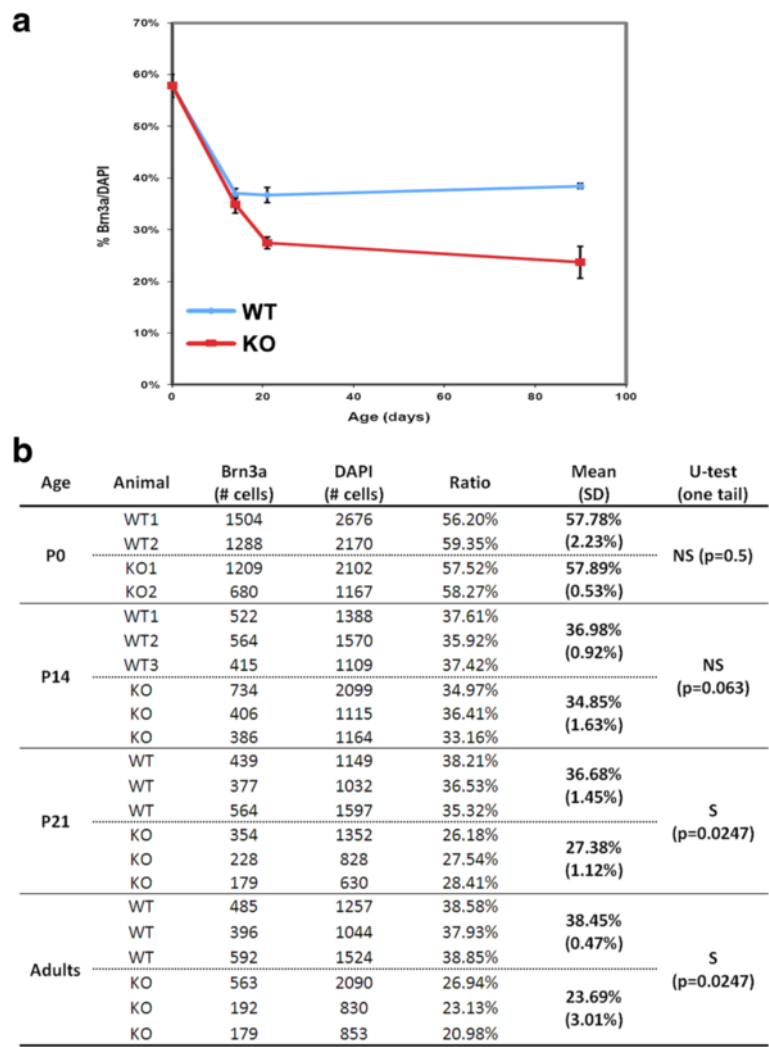 a
70%
60%
50%
40%
30%
20%
10%
0%
% Brn3a/DAPI
WT
KO
0 20 40 60 80 100
Age (days)
b
Age Animal Brn3a (# cells) DAPI (# cells) Ratio Mean (SD) U-test (one tail)
P0
WT1 1504 2676 56.20% 57.78%
WT2 1288 2170 59.35% (2.23%)
NS (p=0.5)
KO1 1209 2102 57.52% 57.89%
KO2 680 1167 58.27% (0.53%)
P14
WT1 522 1388 37.61%
WT2 564 1570 35.92%
WT3 415 1109 37.42%
36.98%
(0.92%)
NS
(p=0.063)
KO 734 2099 34.97%
KO 406 1115 36.41%
KO 386 1164 33.16%
34.85%
(1.63%)
P21
WT 439 1149 38.21%
WT 377 1032 36.53%
WT 564 1597 35.32%
36.68%
(1.45%)
S
(p=0.0247)
KO 354 1352 26.18%
KO 228 828 27.54%
KO 179 630 28.41%
27.38%
(1.12%)
Adults
WT 485 1257 38.58%
WT 396 1044 37.93%
WT 592 1524 38.85%
38.45%
(0.47%)
S
(p=0.0247)
KO 563 2090 26.94%
KO 192 830 23.13%
KO 179 853 20.98%
23.69%
(3.01%)